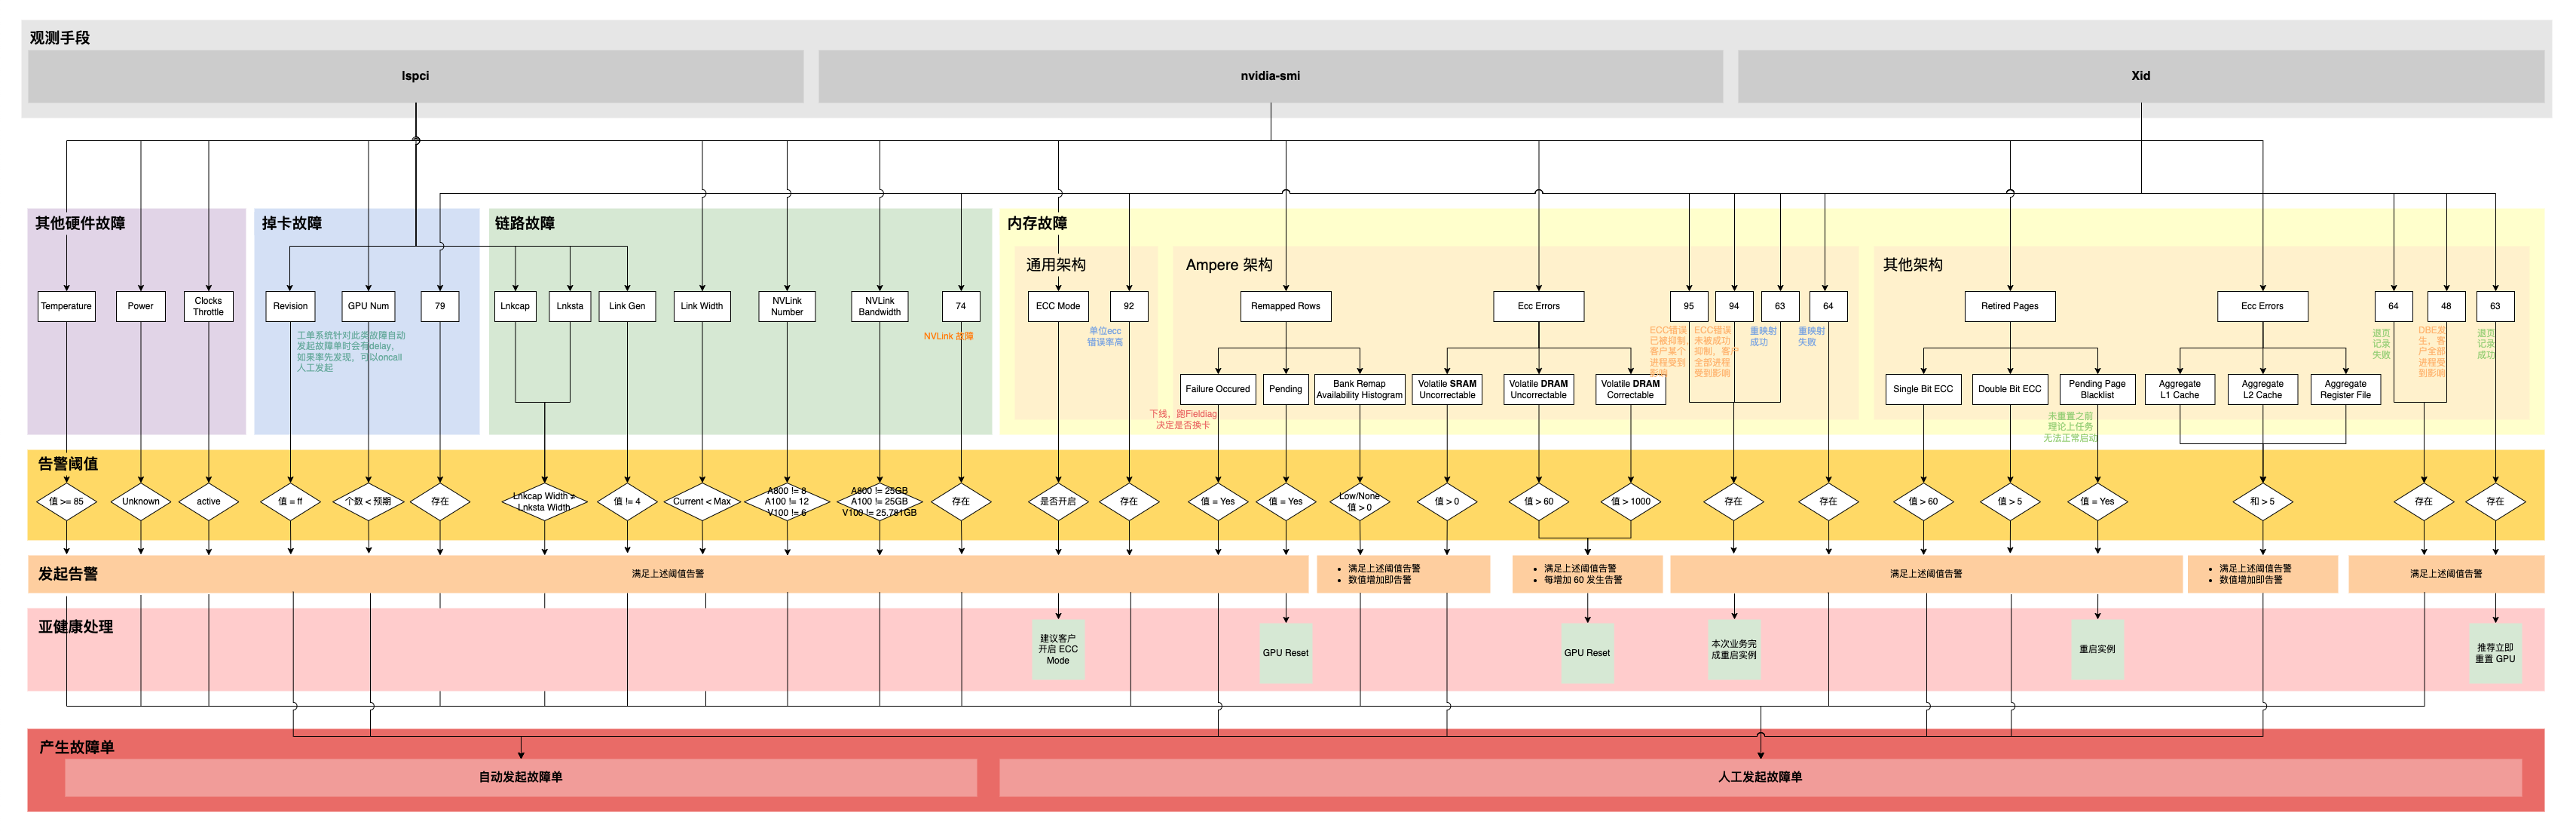 观测手段
lspci
nvidia-smi
Xid
其他硬件故障
掉卡故障
链路故障
内存故障
通用架构
Ampere 架构
其他架构
Temperature
Power
Clocks
Throttle
Revision
GPU Num
79
Lnkcap
Lnksta
Link Gen
Link Width
NVLink
Number
NVLink
Bandwidth
74
ECC Mode
92
Remapped Rows
Ecc Errors
95
94
63
64
Retired Pages
Ecc Errors
64
48
63
工单系统针对此类故障自动
发起故障单时会有delay,
如果率先发现，可以oncall
人工发起
NVLink 故障
单位ecc
错误率高
ECC错误
已被抑制，
客户某个
进程受到
影响
ECC错误
未被成功
抑制，客户
全部进程
受到影响
重映射
成功
重映射
失败
退页
记录
失败
DBE发
生，客
户全部
进程受
到影响
退页
记录
成功
Failure Occured
Pending
Bank Remap
Availability Histogram
Volatile SRAM
Uncorrectable
Volatile DRAM
Uncorrectable
Volatile DRAM
Correctable
Single Bit ECC
Double Bit ECC
Pending Page
Blacklist
Aggregate
L1 Cache
Aggregate
L2 Cache
Aggregate
Register File
下线，跑Fieldiag
决定是否换卡
未重置之前
理论上任务
无法正常启动
告警阈值
值 >= 85
Unknown
active
值 = ff
个数 < 预期
存在
Lnkcap Width ≠
Lnksta Width
值 != 4
Current < Max
A800 != 8
A100 != 12
V100 != 6
A800 != 25GB
A100 != 25GB
V100 != 25.781GB
存在
是否开启
存在
值 = Yes
值 = Yes
Low/None
值 > 0
值 > 0
值 > 60
值 > 1000
存在
存在
值 > 60
值 > 5
值 = Yes
和 > 5
存在
存在
发起告警
满足上述阈值告警
• 满足上述阈值告警
• 数值增加即告警
• 满足上述阈值告警
• 每增加 60 发生告警
满足上述阈值告警
• 满足上述阈值告警
• 数值增加即告警
满足上述阈值告警
亚健康处理
建议客户
开启 ECC
Mode
GPU Reset
GPU Reset
本次业务完
成重启实例
重启实例
推荐立即
重置 GPU
产生故障单
自动发起故障单
人工发起故障单